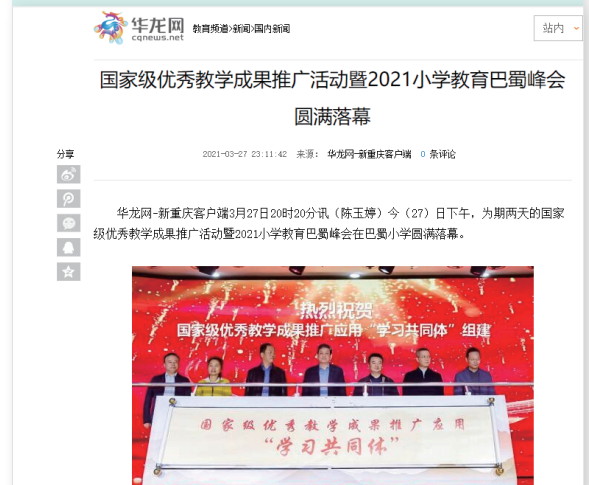 华龙网
cqnews.net
教育频道>新闻>国内新闻
站内
国家级优秀教学成果推广活动暨2021小学教育巴蜀峰会
圆满落幕
分享
2021-03-27 23:11:42 来源: 华龙网-新重庆客户端 0 条评论
华龙网-新重庆客户端3月27日20时20分讯（陈玉婷）今（27）日下午，为期两天的国家
级优秀教学成果推广活动暨2021小学教育巴蜀峰会在巴蜀小学圆满落幕。
热烈祝贺
国家级优秀教学成果推广应用“学习共同体”组建
国家级优秀教学成果推广应用
“学习共同体”